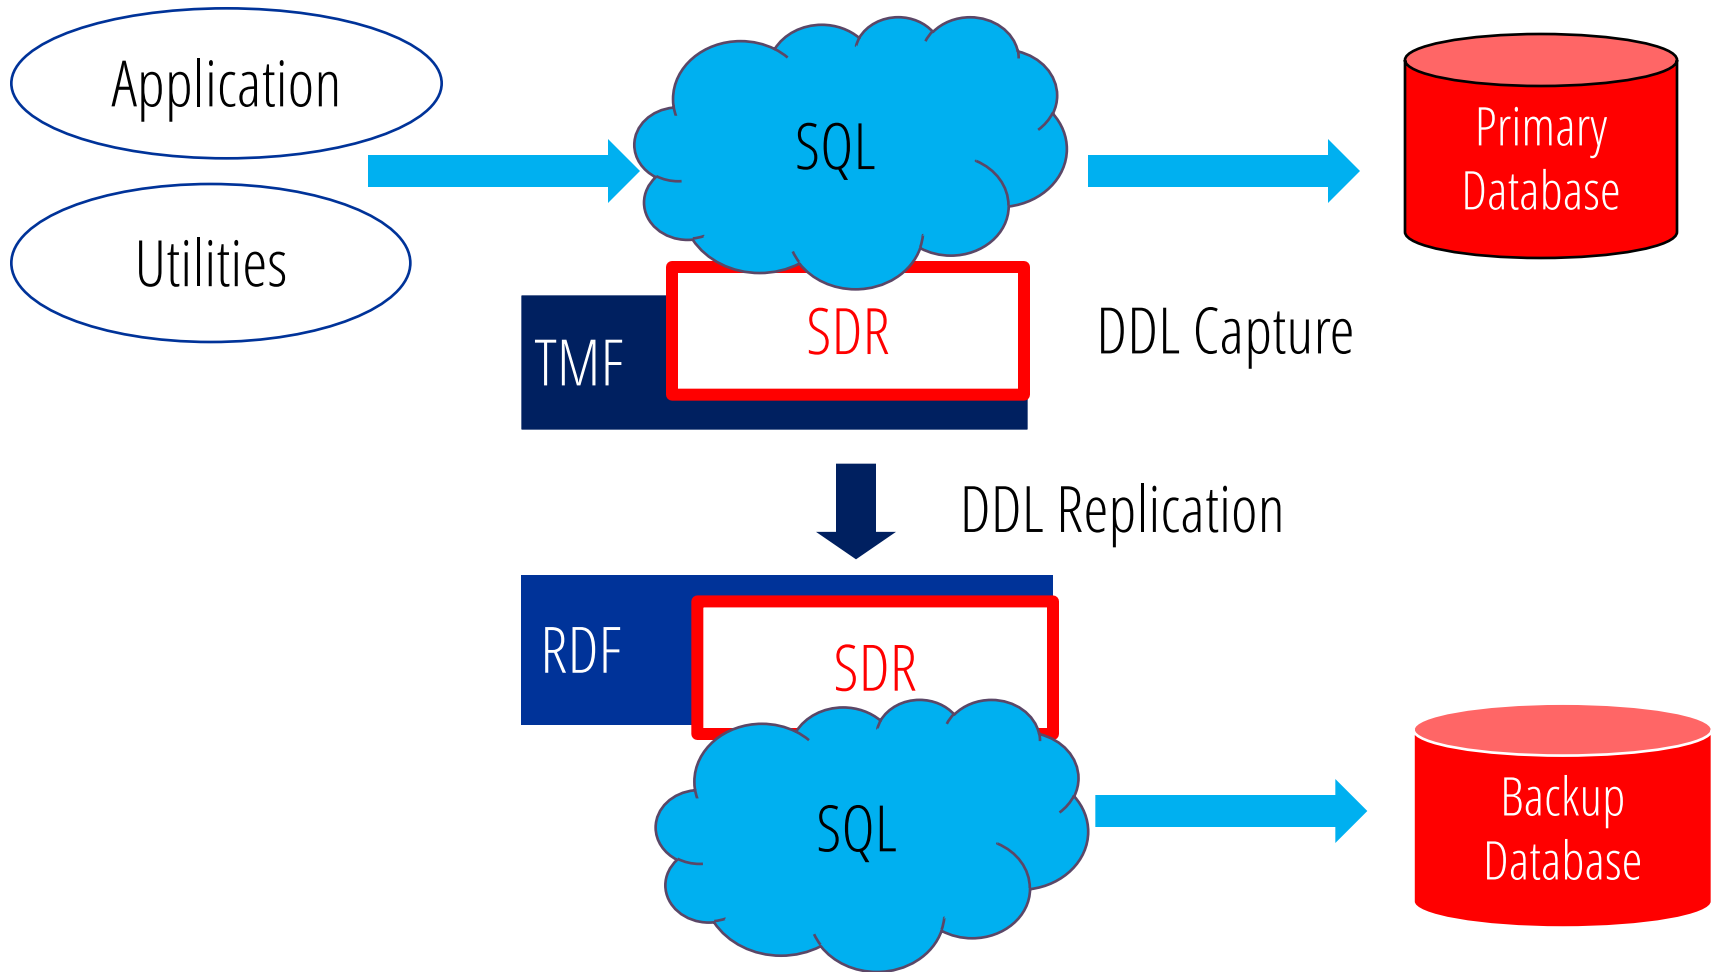 Application
Utilities
SQL
Primary
Database
SDR
TMF
DDL Capture
DDL Replication
RDF
SDR
SQL
Backup
Database